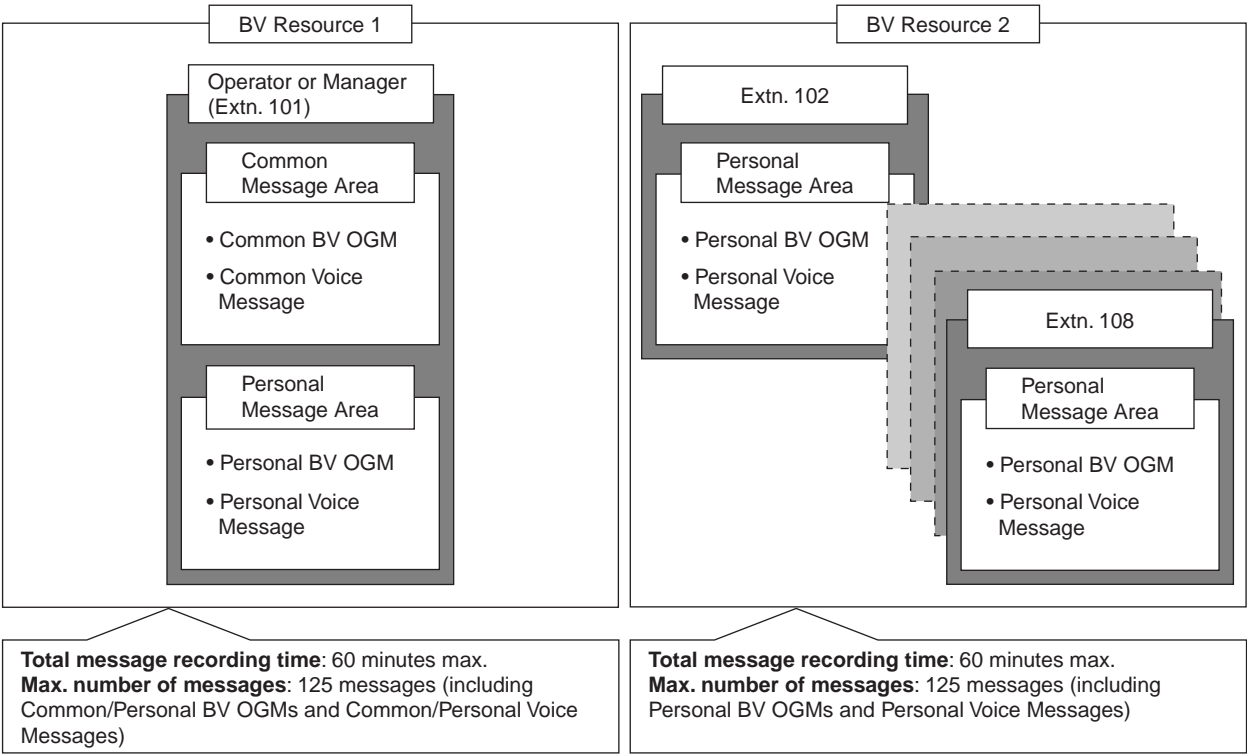 BV Resource 1
Operator or Manager
(Extn. 101)
Common
Message Area
• Common BV OGM
• Common Voice
Message
Personal
Message Area
• Personal BV OGM
• Personal Voice
Message
Total message recording time: 60 minutes max.
Max. number of messages: 125 messages (including
Common/Personal BV OGMs and Common/Personal Voice
Messages)
BV Resource 2
Extn. 102
Personal
Message Area
• Personal BV OGM
• Personal Voice
Message
Extn. 108
Personal
Message Area
• Personal BV OGM
• Personal Voice
Message
Total message recording time: 60 minutes max.
Max. number of messages: 125 messages (including
Personal BV OGMs and Personal Voice Messages)